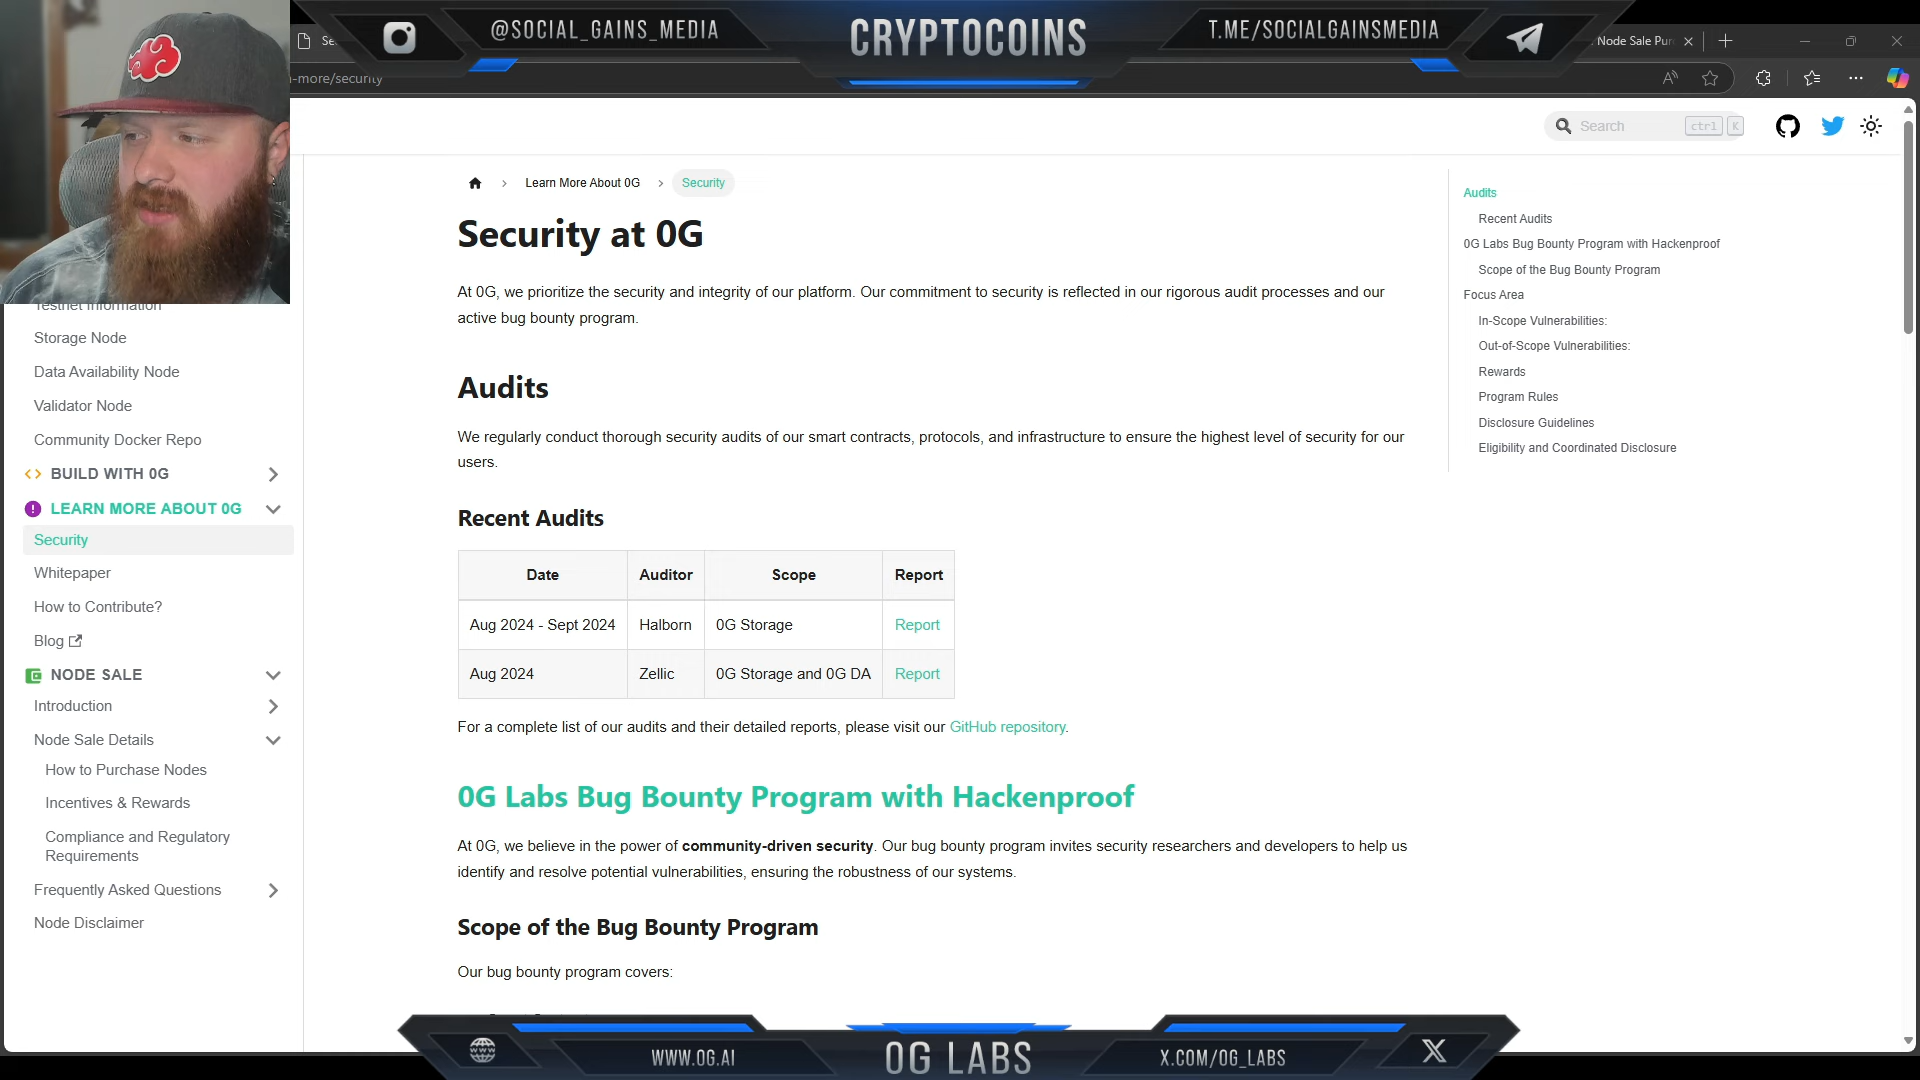 @SOCIAL_GAINS_MEDIA
CRYPTOCOINS
T.ME/SOCIALGAINSMEDIA
Node Sale Pur
-more/security
Search
ctrl K
Learn More About 0G
Security
Security at 0G
At 0G, we prioritize the security and integrity of our platform. Our commitment to security is reflected in our rigorous audit processes and our
active bug bounty program.
Audits
We regularly conduct thorough security audits of our smart contracts, protocols, and infrastructure to ensure the highest level of security for our
users.
Recent Audits
Date Auditor Scope Report
Aug 2024 - Sept 2024 Halborn 0G Storage Report
Aug 2024 Zellic 0G Storage and 0G DA Report
For a complete list of our audits and their detailed reports, please visit our GitHub repository.
0G Labs Bug Bounty Program with Hackenproof
At 0G, we believe in the power of community-driven security. Our bug bounty program invites security researchers and developers to help us
identify and resolve potential vulnerabilities, ensuring the robustness of our systems.
Scope of the Bug Bounty Program
Our bug bounty program covers:
Audits
Recent Audits
0G Labs Bug Bounty Program with Hackenproof
Scope of the Bug Bounty Program
Focus Area
In-Scope Vulnerabilities:
Out-of-Scope Vulnerabilities:
Rewards
Program Rules
Disclosure Guidelines
Eligibility and Coordinated Disclosure
Testnet Information
Storage Node
Data Availability Node
Validator Node
Community Docker Repo
BUILD WITH 0G
LEARN MORE ABOUT 0G
Security
Whitepaper
How to Contribute?
Blog
NODE SALE
Introduction
Node Sale Details
How to Purchase Nodes
Incentives & Rewards
Compliance and Regulatory
Requirements
Frequently Asked Questions
Node Disclaimer
WWW.0G.AI
0G LABS
X.COM/0G_LABS